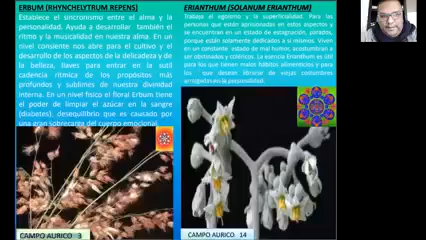 ERBUM (RHYNCHELYTRUM REPENS)
Establece el sincronismo entre el alma y la
personalidad. Ayuda a desarrollar también el
ritmo y la musicalidad en nuestra alma. En un
nivel consciente nos abre para el cultivo y el
desarrollo de los aspectos de la delicadeza y de
la belleza, llaves para entrar en la sutil
cadencia rítmica de los propósitos más
profundos y sublimes de nuestra divinidad
interna. En un nivel físico el floral Erbum tiene
el poder de limpiar el azúcar en la sangre
(diabetes), desequilibrio que es causado por
una gran sobrecarga del cuerpo emocional.
CAMPO AURICO 3
ERIANTHUM (SOLANUM ERIANTHUM)
Trabaja el egoísmo y la superficialidad. Para las
personas que están aprisionadas en estos aspectos y
se encuentran en un estado de estagnación, parados,
porque están solamente dedicados a sí mismos. Viven
en un constante estado de mal humor, acostumbran a
ser obstinados y coléricos. La esencia Erianthum es útil
para los que tienen malos hábitos alimenticios y para
los que desean librarse de viejas costumbres
arraigadas en la personalidad.
CAMPO AURICO 14